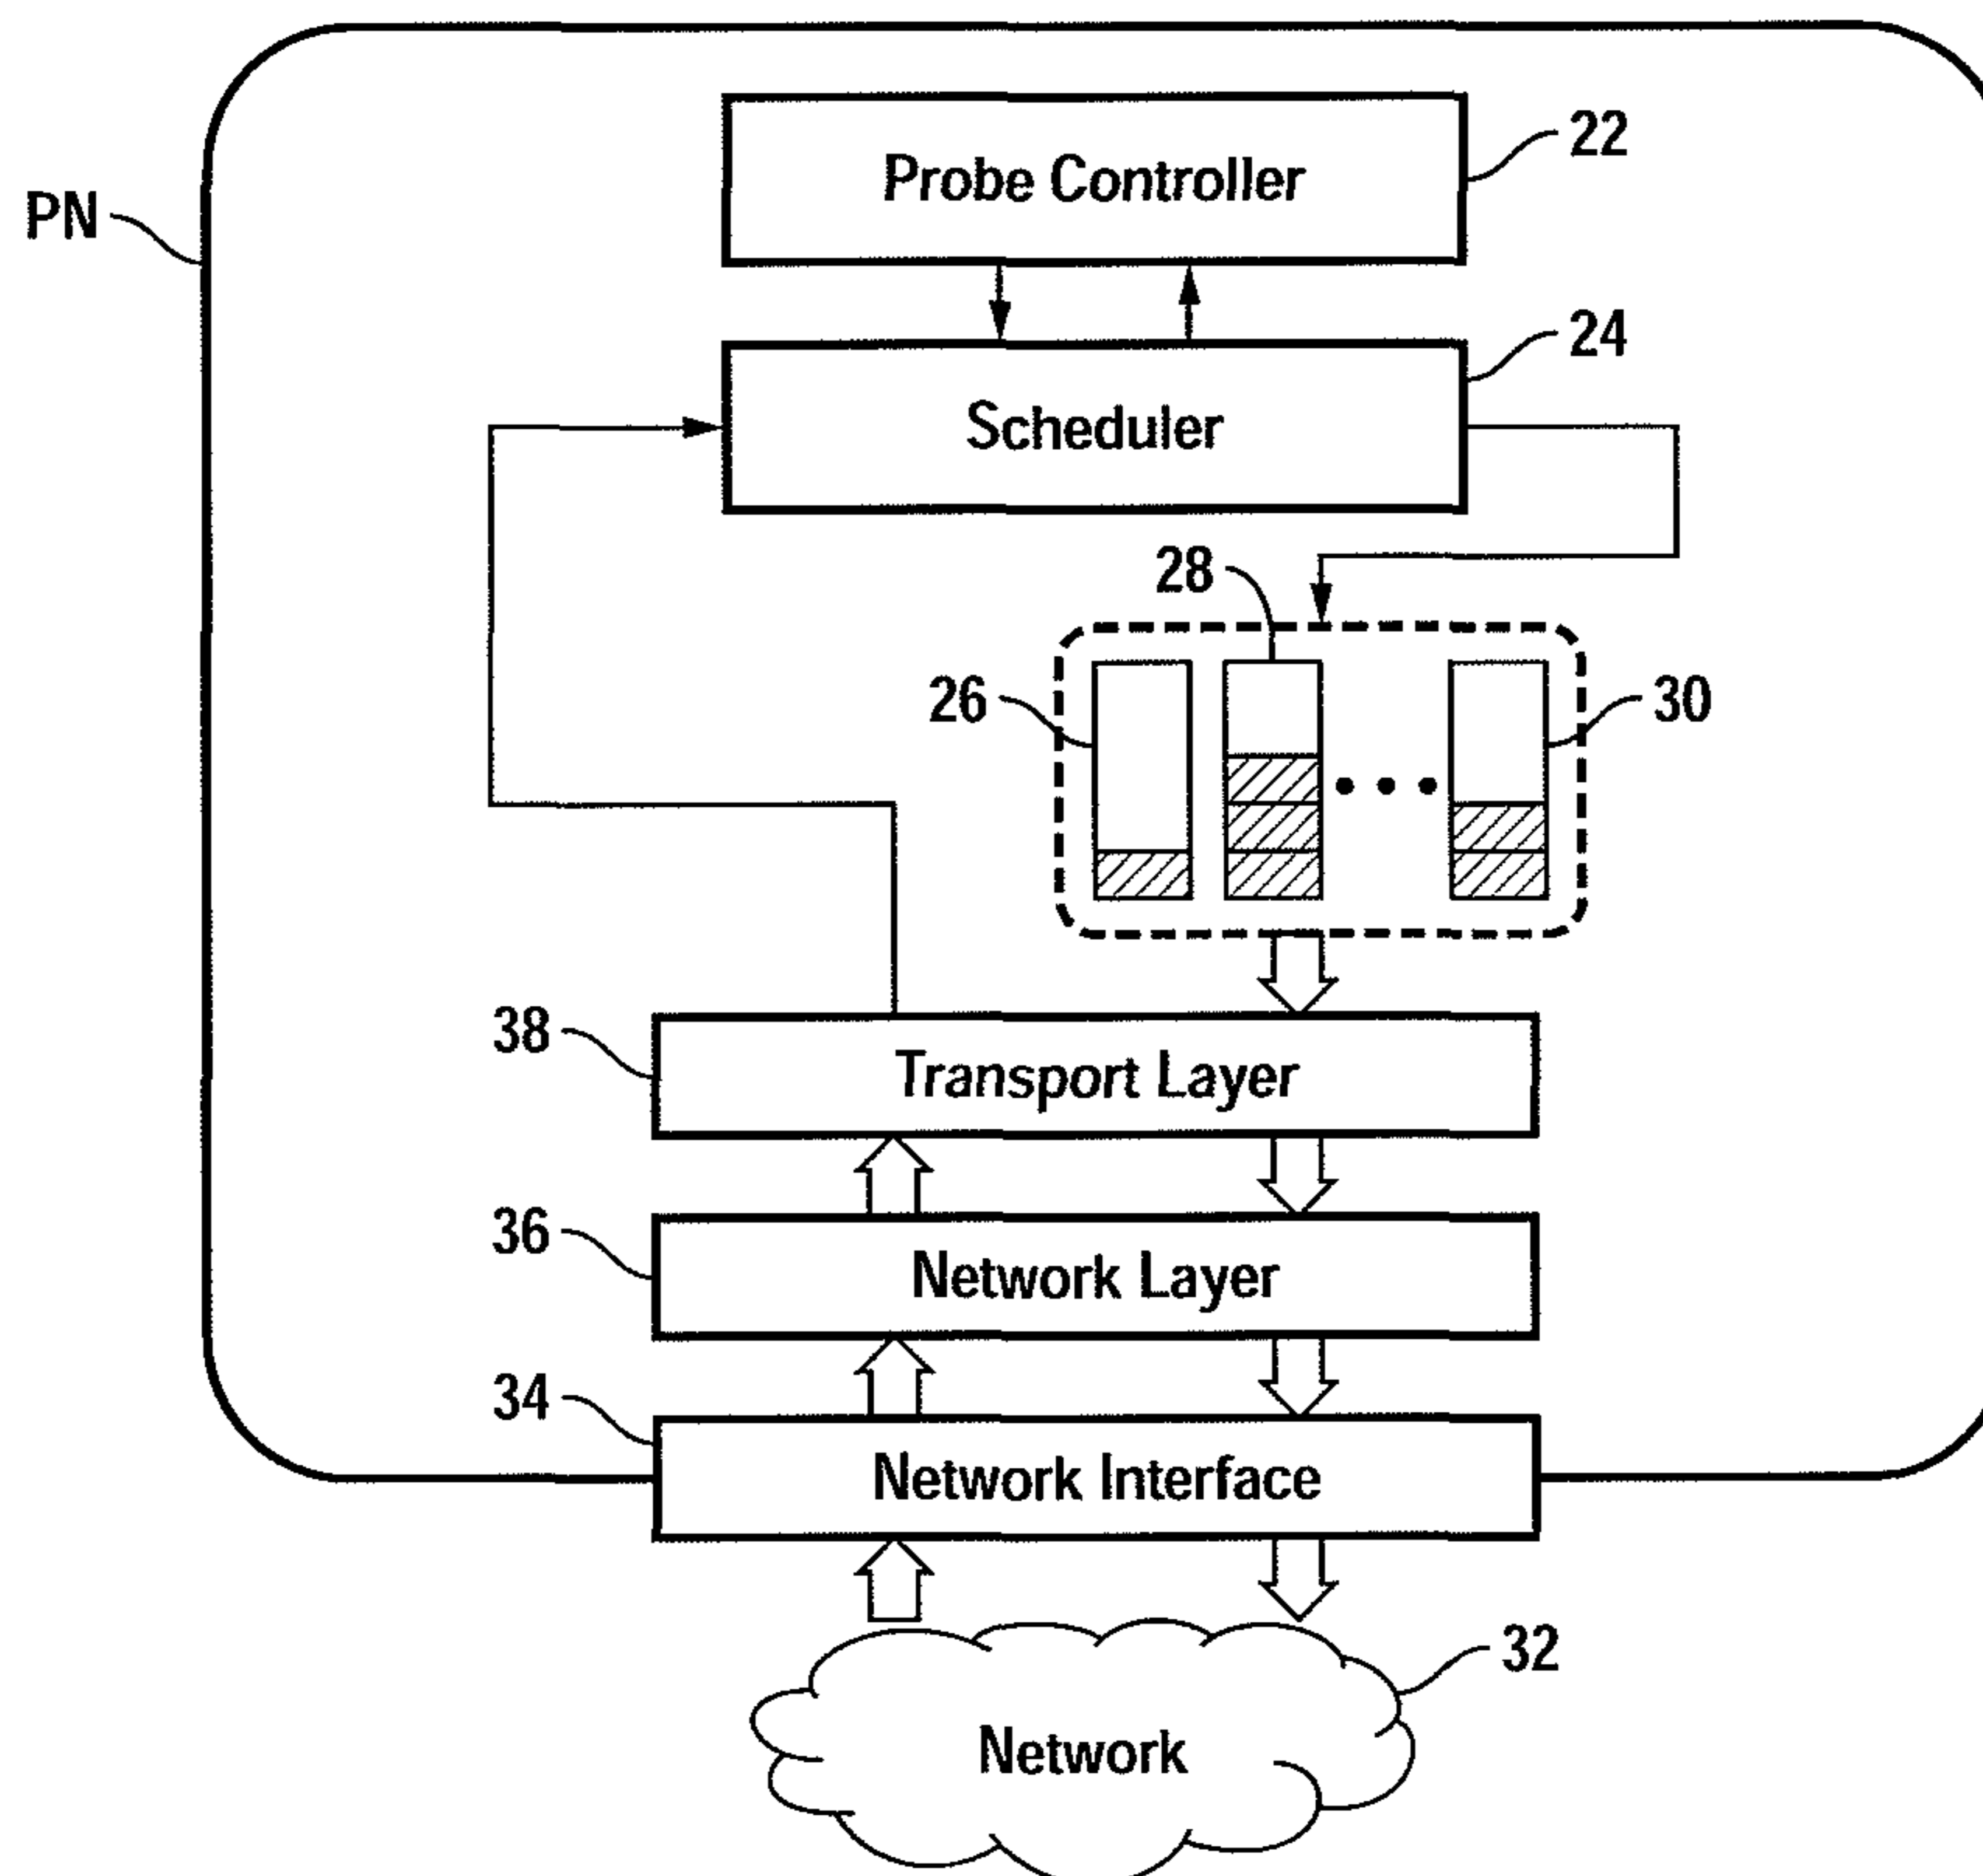 22
Probe Controller
PN
24
Scheduler
28
26
30
38
Transport Layer
36
Network Layer
34
Network Interface
32
Network